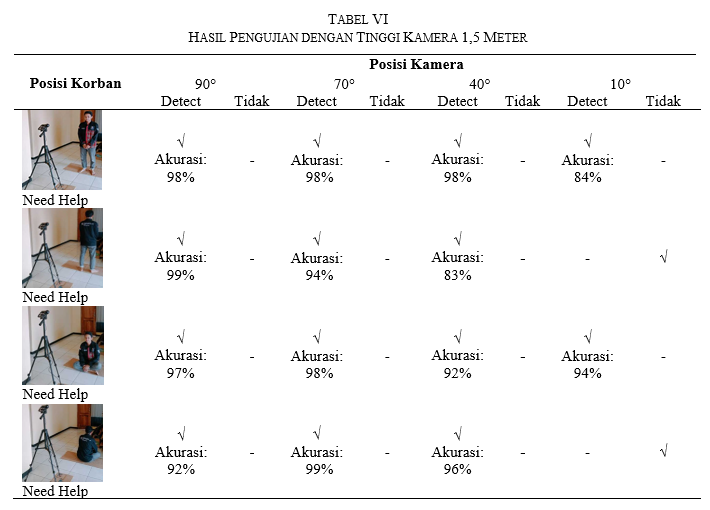 TABEL VI
HASIL PENGUJIAN DENGAN TINGGI KAMERA 1,5 METER
Posisi Korban
Posisi Kamera
90° 70° 40° 10°
Detect Tidak Detect Tidak Detect Tidak Detect Tidak
√ √ √ √
Akurasi: - Akurasi: - Akurasi: - Akurasi: -
98% 98% 98% 84%
Need Help
√ √ √
Akurasi: - Akurasi: - Akurasi: - - √
99% 94% 83%
Need Help
√ √ √ √
Akurasi: - Akurasi: - Akurasi: - Akurasi: -
97% 98% 92% 94%
Need Help
√ √ √
Akurasi: - Akurasi: - Akurasi: - - √
92% 99% 96%
Need Help